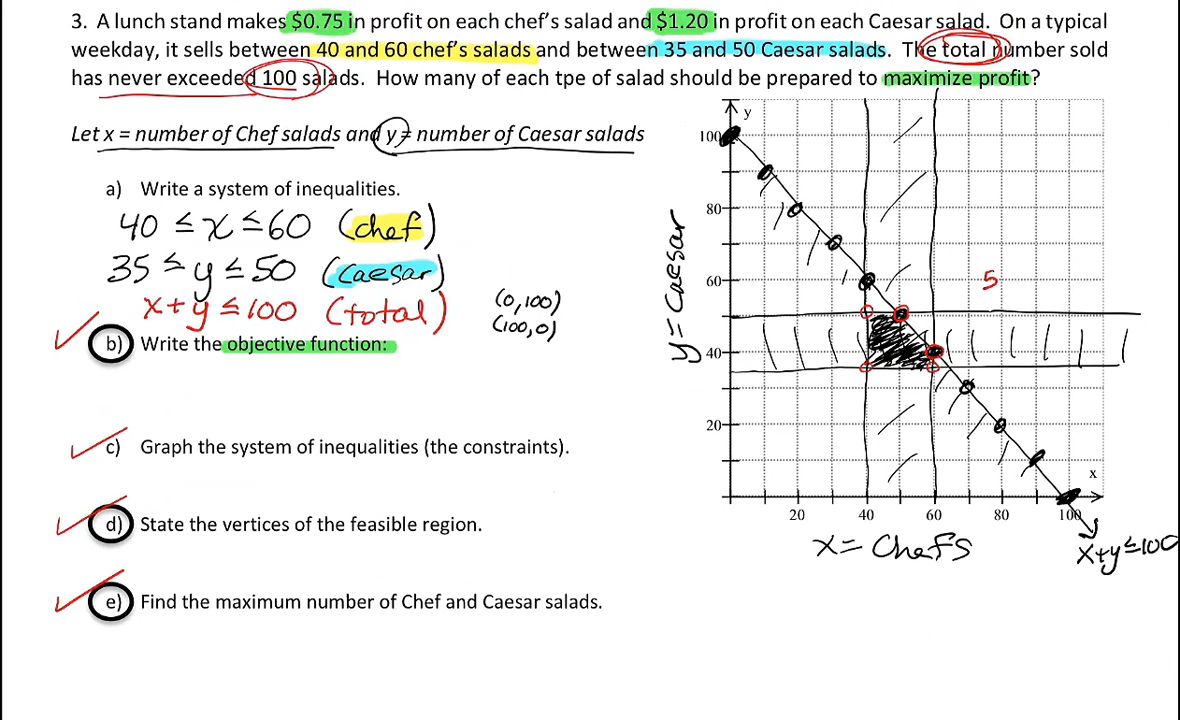 3. A lunch stand makes $0.75 in profit on each chef's salad and $1.20 in profit on each Caesar salad. On a typical
weekday, it sells between 40 and 60 chef's salads and between 35 and 50 Caesar salads. The total number sold
has never exceeded 100 salads. How many of each tpe of salad should be prepared to maximize profit?
Let x = number of Chef salads and y = number of Caesar salads
a) Write a system of inequalities.
40 ≤ x ≤ 60 (chef)
35 ≤ y ≤ 50 (Caesar)
x+y ≤ 100 (total)
(0,100)
(100,0)
b) Write the objective function:
c) Graph the system of inequalities (the constraints).
d) State the vertices of the feasible region.
e) Find the maximum number of Chef and Caesar salads.
y
100
80
60
40
20
5
y = Caesar
x
20 40 60 80 100
x = Chefs
x+y≤100